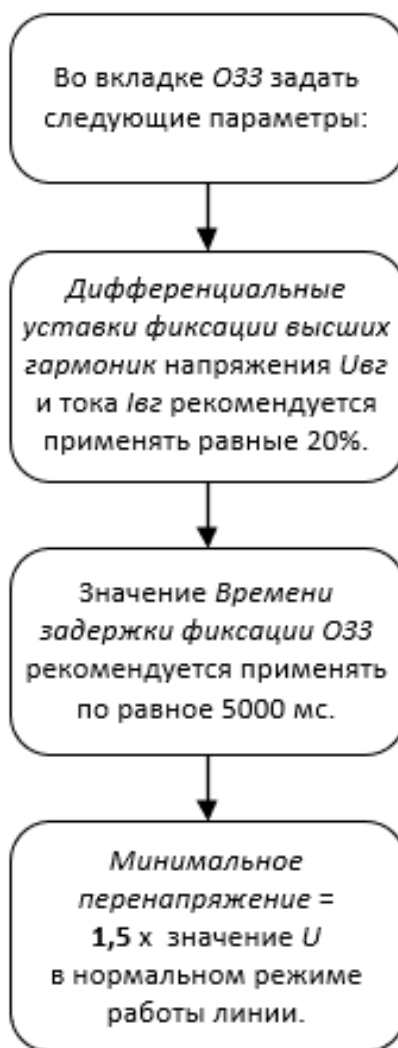 Во вкладке ОЗЗ задать
следующие параметры:
Дифференциальные
уставки фиксации высших
гармоник напряжения Uвг
и тока Iвг рекомендуется
применять равные 20%.
Значение Времени
задержки фиксации ОЗЗ
рекомендуется применять
по равное 5000 мс.
Минимальное
перенапряжение =
1,5 х значение U
в нормальном режиме
работы линии.